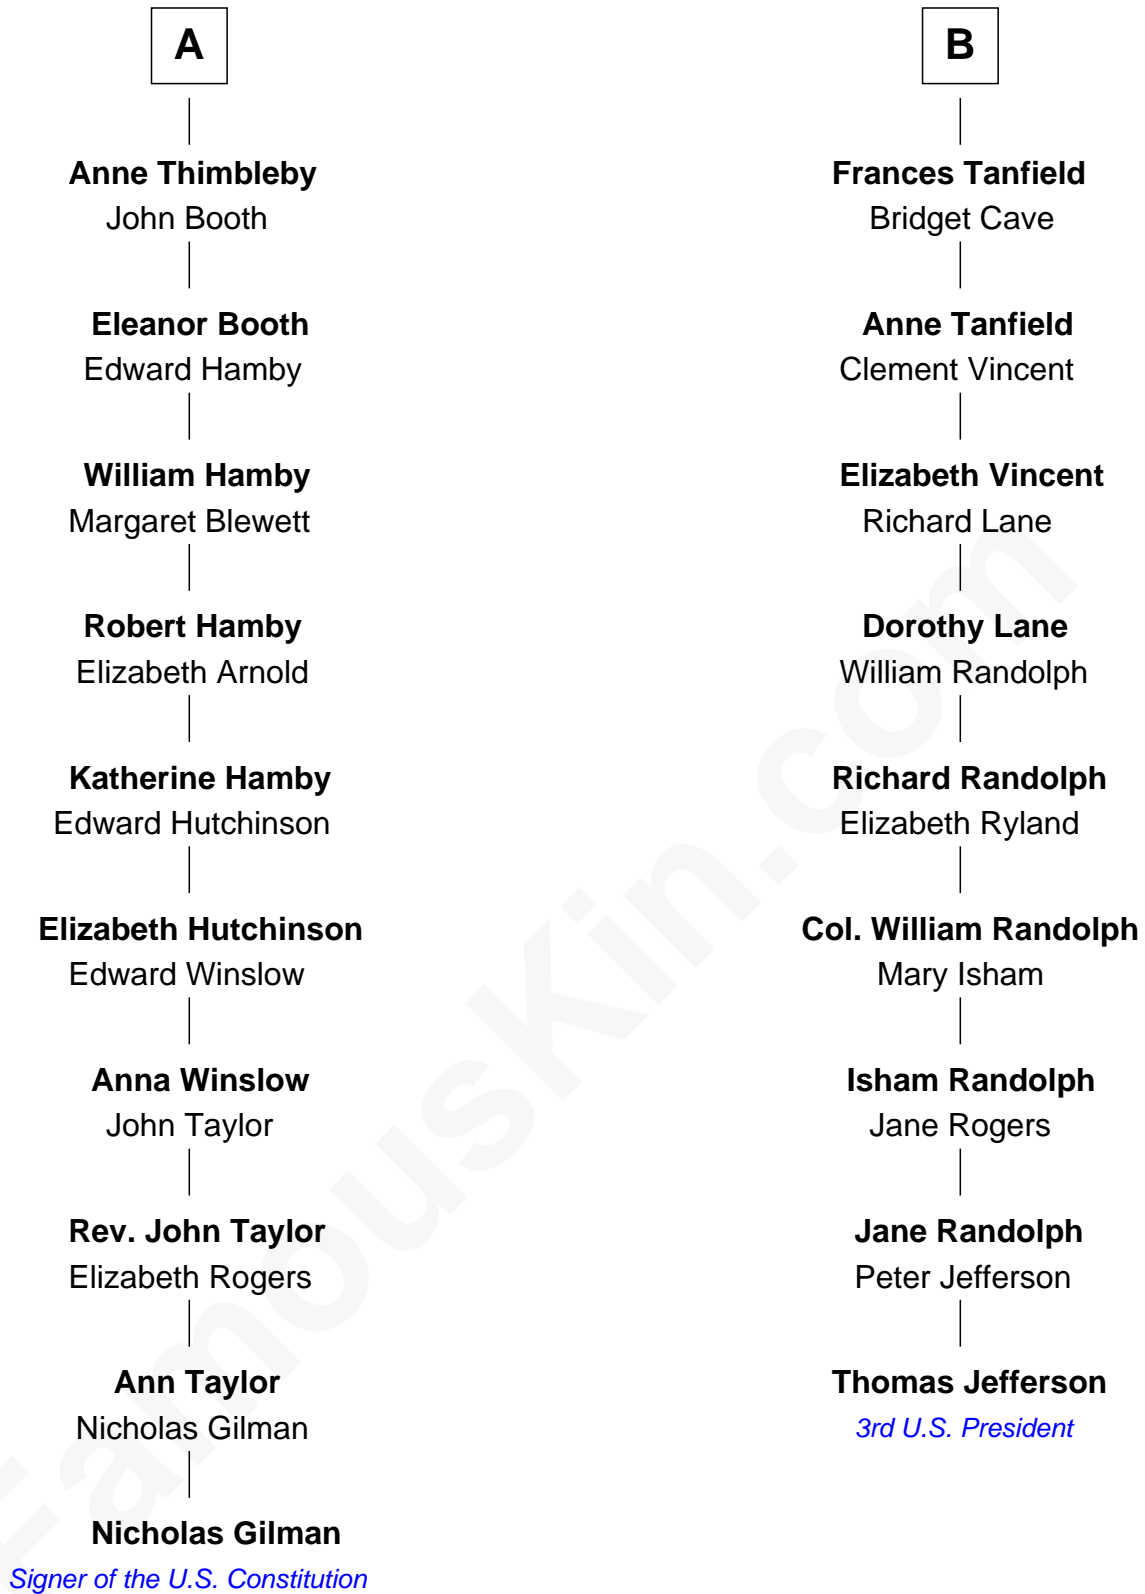 A
Anne Thimbleby
John Booth
Eleanor Booth
Edward Hamby
William Hamby
Margaret Blewett
Robert Hamby
Elizabeth Arnold
Katherine Hamby
Edward Hutchinson
Elizabeth Hutchinson
Edward Winslow
Anna Winslow
John Taylor
Rev. John Taylor
Elizabeth Rogers
Ann Taylor
Nicholas Gilman
Nicholas Gilman
Signer of the U.S. Constitution
B
Frances Tanfield
Bridget Cave
Anne Tanfield
Clement Vincent
Elizabeth Vincent
Richard Lane
Dorothy Lane
William Randolph
Richard Randolph
Elizabeth Ryland
Col. William Randolph
Mary Isham
Isham Randolph
Jane Rogers
Jane Randolph
Peter Jefferson
Thomas Jefferson
3rd U.S. President
FamousKin.com